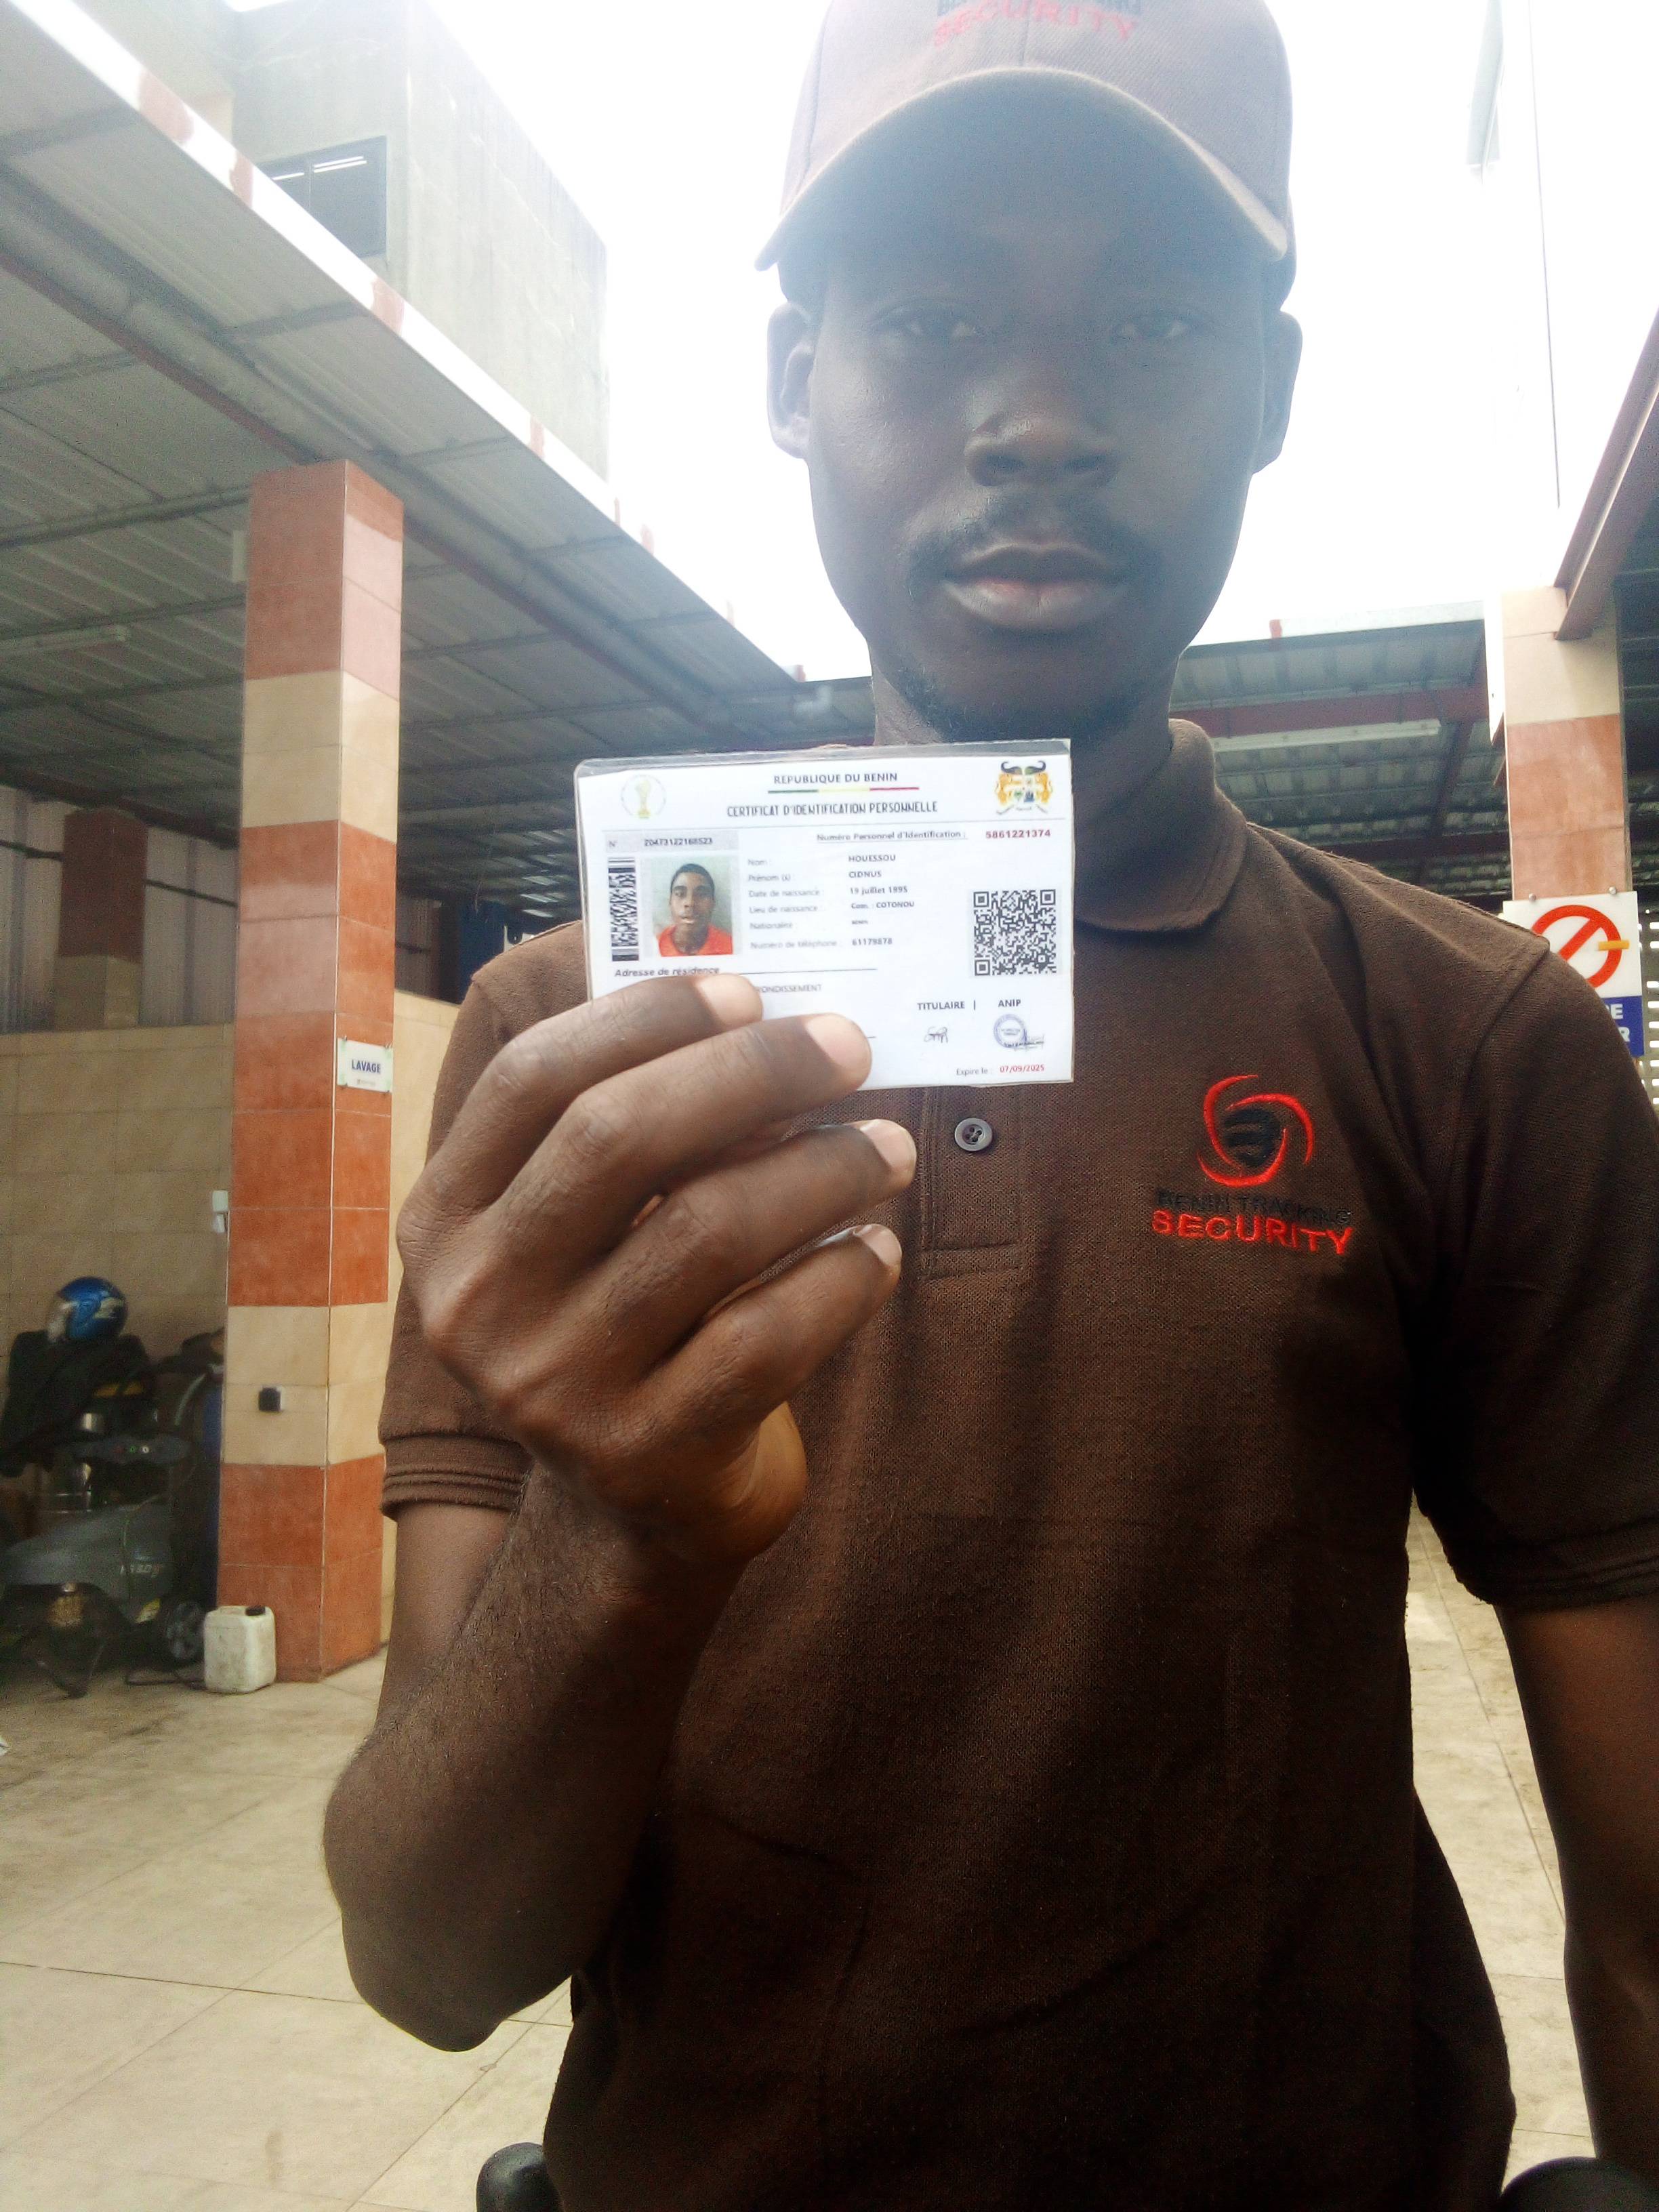 SECURITY
REPUBLIQUE DU BENIN
CERTIFICAT D'IDENTIFICATION PERSONNELLE
Numéro Personnel d'Identification : 5861221374
N° 20473122168523
Nom : HOUESSOU
Prénom (s) CIDNUS
Date de naissance 19 juillet 1995
Lieu de naissance Com. : COTONOU
Nationalité BENIN
Numéro de téléphone 61179878
Adresse de résidence
RONDISSEMENT
TITULAIRE | ANIP
Expire le : 07/09/2025
LAVAGE
BENIN TRACKING
SECURITY